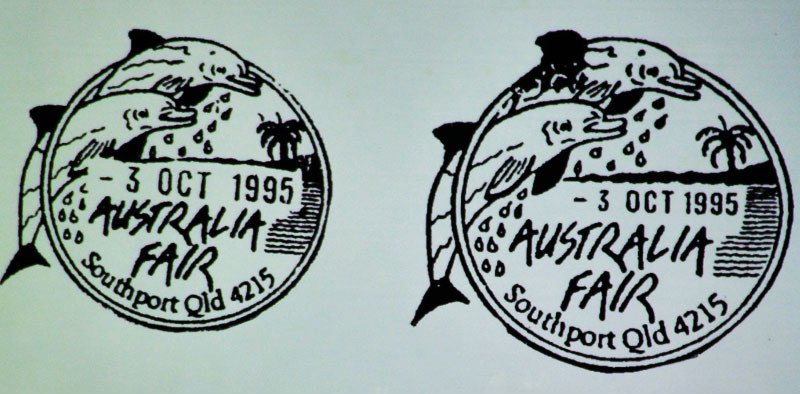 - 3 OCT 1995
AUSTRALIA
FAIR
Southport Qld 4215
- 3 OCT 1995
AUSTRALIA
FAIR
Southport Qld 4215